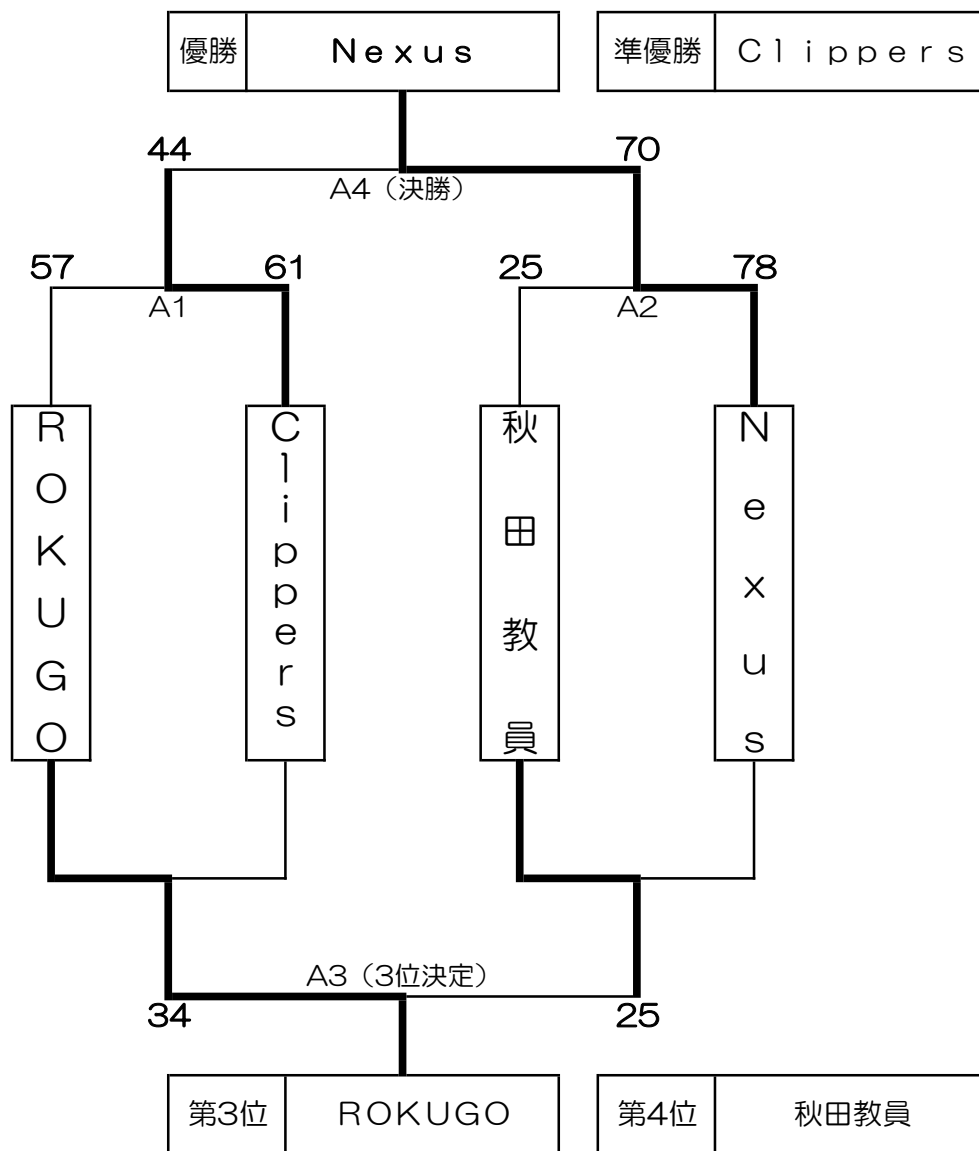 優勝 Nexus 準優勝 Clippers
44 70
A4（決勝）
57 61 25 78
A1 A2
ROKUGO
Clippers
秋田教員
Nexus
A3（3位決定）
34 25
第3位 ROKUGO 第4位 秋田教員